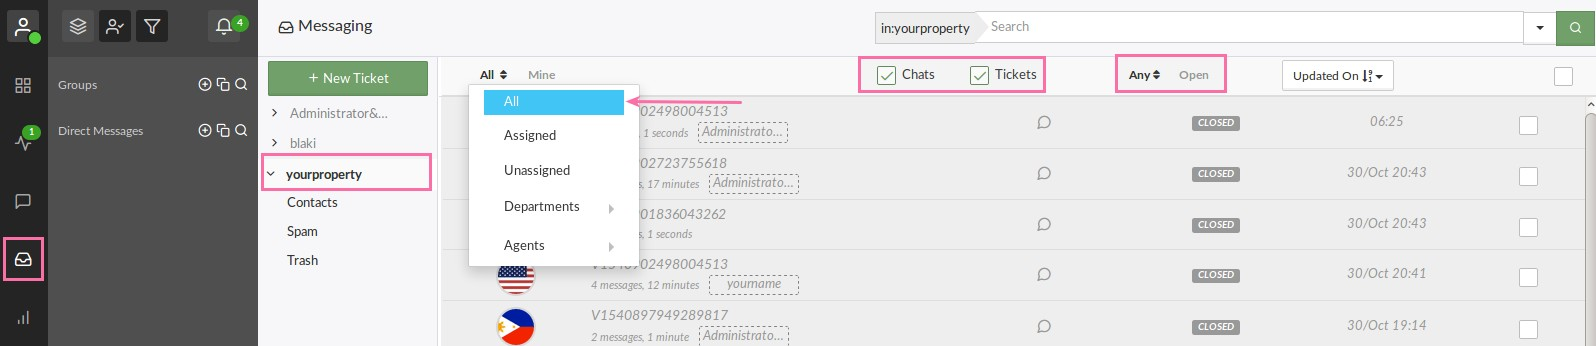 4
Messaging
in:yourproperty
Search
Groups
+ New Ticket
All
Mine
Chats
Tickets
Any
Open
Updated On
Administrator&...
All
02498004513
CLOSED
06:25
1
Direct Messages
Assigned
, 1 seconds
Administrato...
blaki
02723755618
CLOSED
30/Oct 20:43
yourproperty
Unassigned
s, 17 minutes
Administrato...
Contacts
Departments
01836043262
CLOSED
30/Oct 20:43
Spam
s, 1 seconds
Trash
Agents
V1540902498004513
CLOSED
30/Oct 20:41
4 messages, 12 minutes
yourname
V1540897949289817
CLOSED
30/Oct 19:14
2 messages, 1 minute
Administrato...